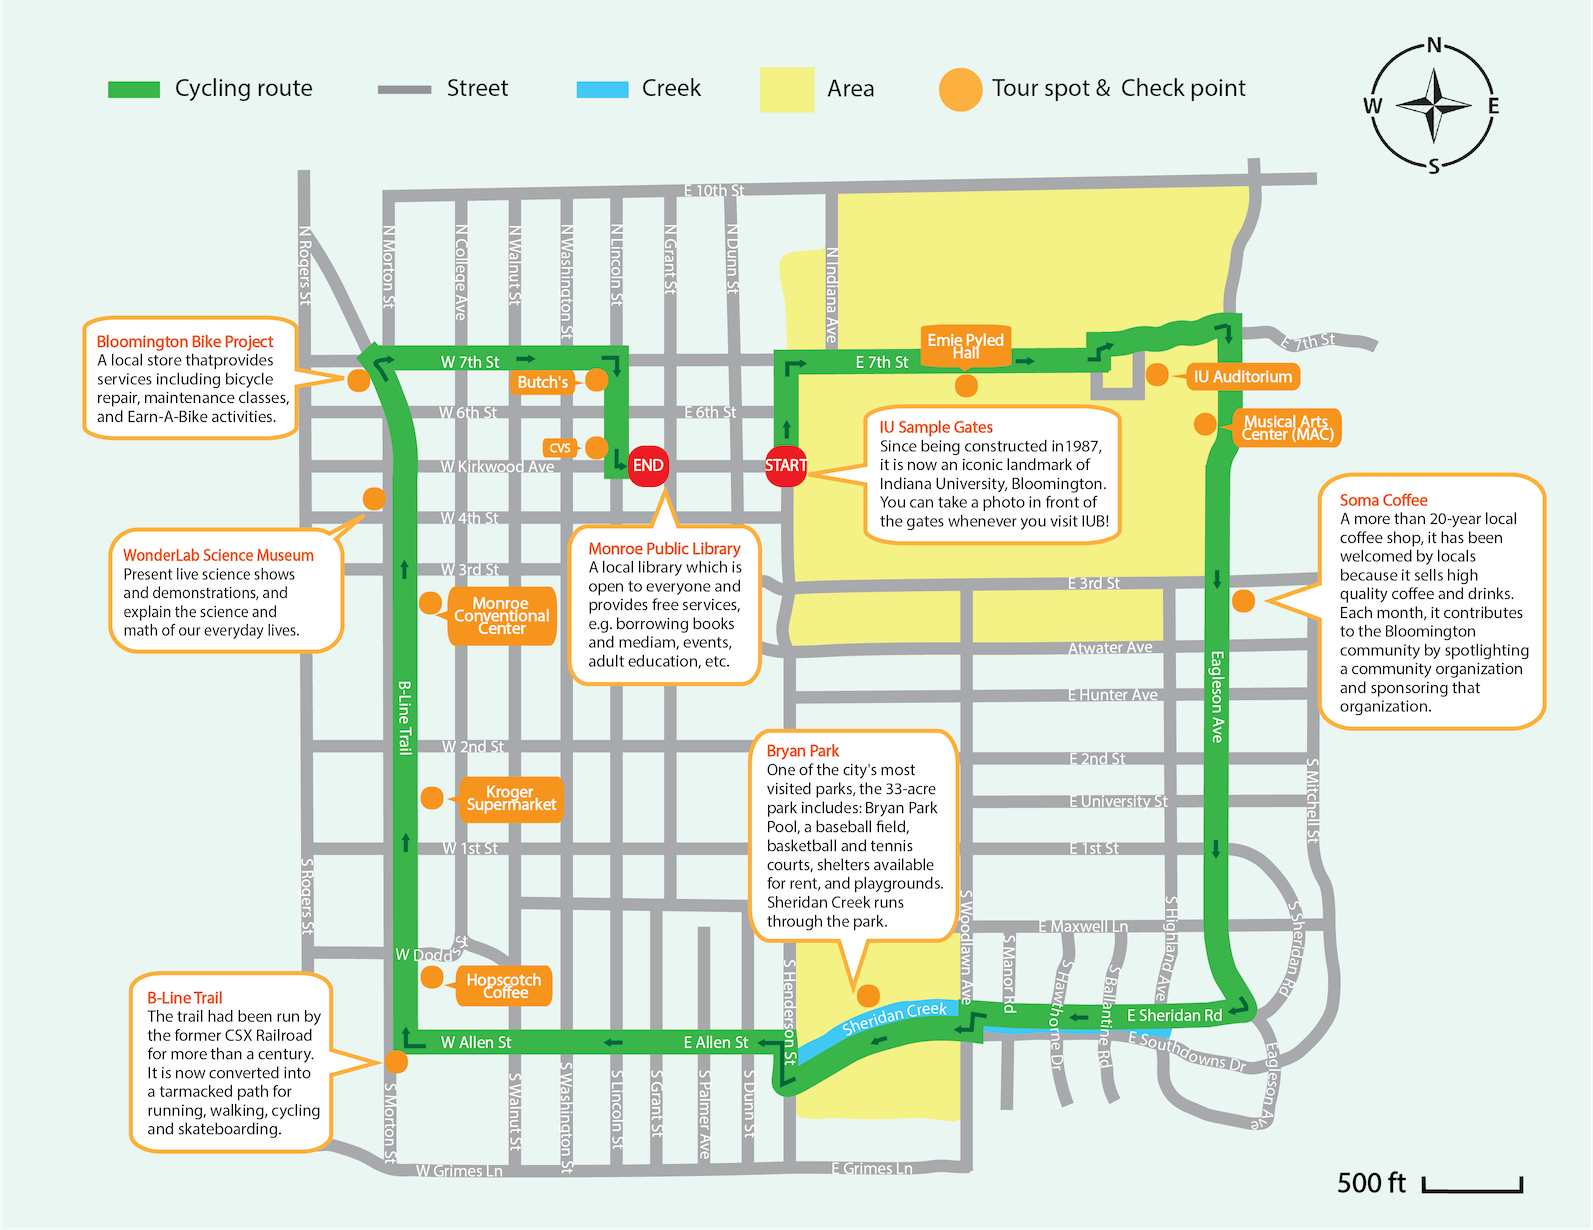 Cycling route
Street
Creek
Area
Tour spot & Check point
N
W
E
S
E 10th St
N Rogers St
N Morton St
N College Ave
N Walnut St
N Washington St
N Lincoln St
N Grant St
N Dunn St
N Indiana Ave
E 7th St
Bloomington Bike Project
A local store thatprovides
services including bicycle
repair, maintenance classes,
and Earn-A-Bike activities.
W 7th St
Butch's
E 7th St
Emie Pyled
Hall
IU Auditorium
W 6th St
E 6th St
Musical Arts
Center (MAC)
CVS
W Kirkwood Ave
END
START
IU Sample Gates
Since being constructed in1987,
it is now an iconic landmark of
Indiana University, Bloomington.
You can take a photo in front of
the gates whenever you visit IUB!
Soma Coffee
A more than 20-year local
coffee shop, it has been
welcomed by locals
because it sells high
quality coffee and drinks.
Each month, it contributes
to the Bloomington
community by spotlighting
a community organization
and sponsoring that
organization.
W 4th St
WonderLab Science Museum
Present live science shows
and demonstrations, and
explain the science and
math of our everyday lives.
Monroe Public Library
A local library which is
open to everyone and
provides free services,
e.g. borrowing books
and mediam, events,
adult education, etc.
W 3rd St
E 3rd St
Monroe
Conventional
Center
Atwater Ave
B-Line Trail
Eagleson Ave
E Hunter Ave
W 2nd St
E 2nd St
Kroger
Supermarket
Bryan Park
One of the city's most
visited parks, the 33-acre
park includes: Bryan Park
Pool, a baseball field,
basketball and tennis
courts, shelters available
for rent, and playgrounds.
Sheridan Creek runs
through the park.
E University St
S Mitchell St
W 1st St
E 1st St
S Rogers St
S Woodlawn Ave
S Highland Ave
S Sheridan Rd
E Maxwell Ln
W Dodds St
S Manor Rd
S Hawthorne Dr
S Ballantine Rd
S Henderson St
Hopscotch
Coffee
B-Line Trail
The trail had been run by
the former CSX Railroad
for more than a century.
It is now converted into
a tarmacked path for
running, walking, cycling
and skateboarding.
Sheridan Creek
E Sheridan Rd
W Allen St
E Allen St
E Southdowns Dr
Eagleson Ave
S Morton St
S Walnut St
S Washington St
S Lincoln St
S Grant St
S Palmer Ave
S Dunn St
W Grimes Ln
E Grimes Ln
500 ft